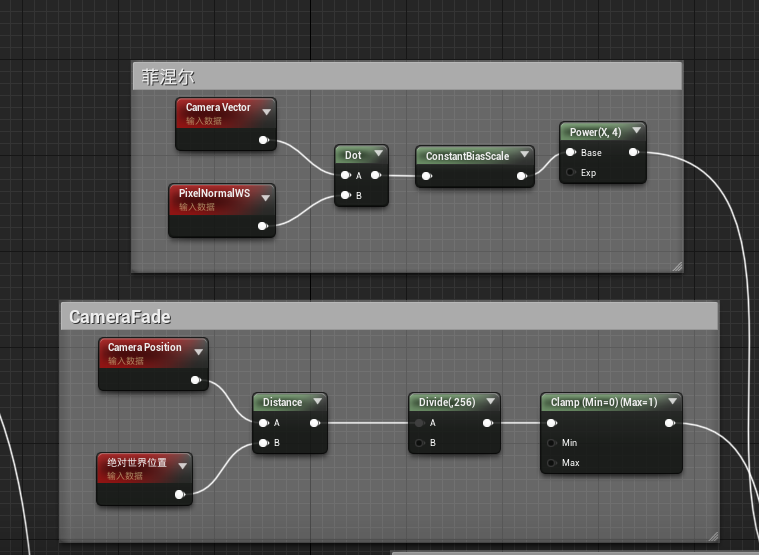 菲涅尔
Camera Vector
输入数据
PixelNormalWS
输入数据
Dot
A
B
ConstantBiasScale
Power(X, 4)
Base
Exp
CameraFade
Camera Position
输入数据
绝对世界位置
输入数据
Distance
A
B
Divide(,256)
A
B
Clamp (Min=0) (Max=1)
Min
Max